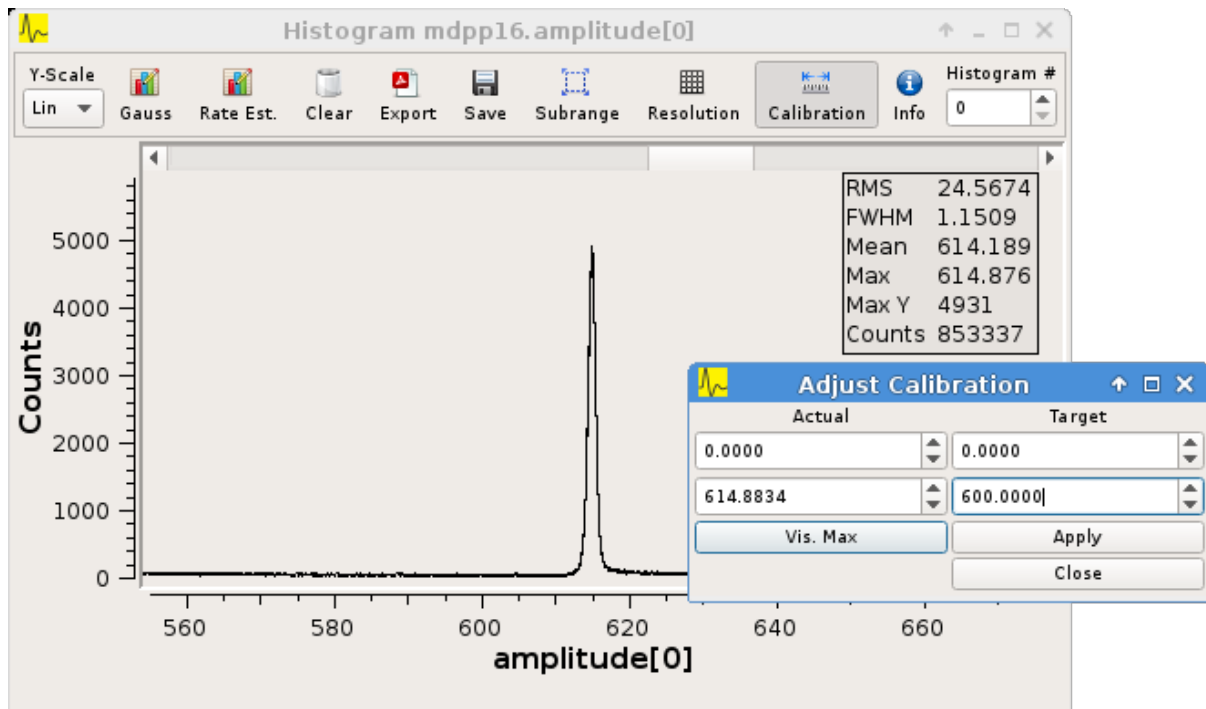 Histogram mdpp16.amplitude[0]
Y-Scale
Lin
Gauss
Rate Est.
Clear
Export
Save
Subrange
Resolution
Calibration
Info
Histogram #
0
RMS 24.5674
FWHM 1.1509
Mean 614.189
Max 614.876
Max Y 4931
Counts 853337
5000
4000
3000
2000
1000
0
Counts
560 580 600 620 640 660
amplitude[0]
Adjust Calibration
Actual Target
0.0000 0.0000
614.8834 600.0000
Vis. Max Apply
Close